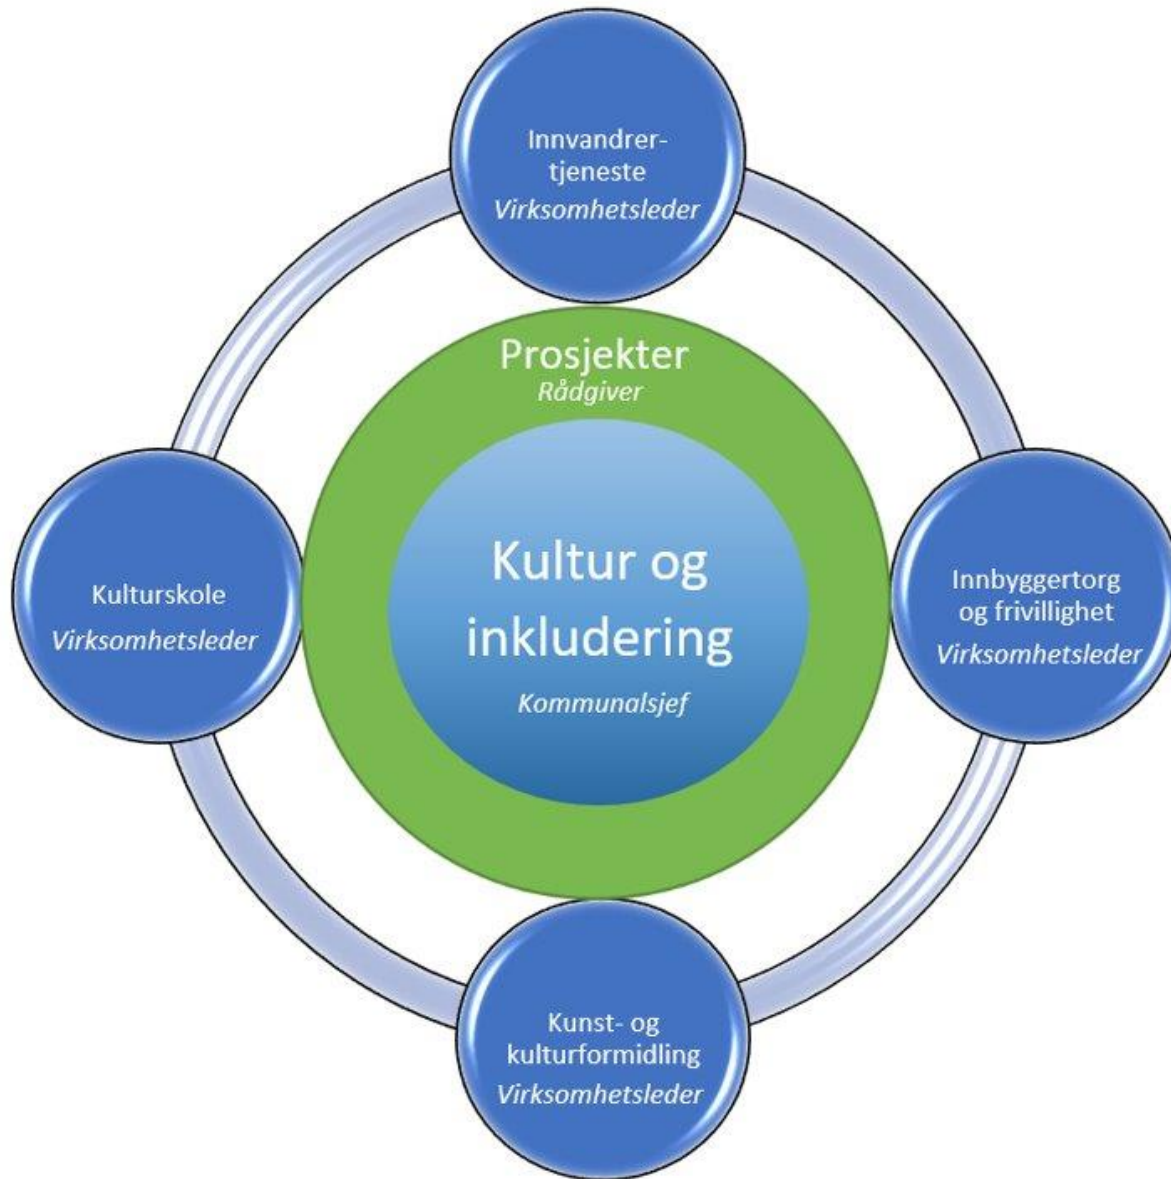 Innvandrer-
tjeneste
Virksomhetsleder
Prosjekter
Rådgiver
Kultur og
inkludering
Kommunalsjef
Kulturskole
Virksomhetsleder
Innbyggertorg
og frivillighet
Virksomhetsleder
Kunst- og
kulturformidling
Virksomhetsleder